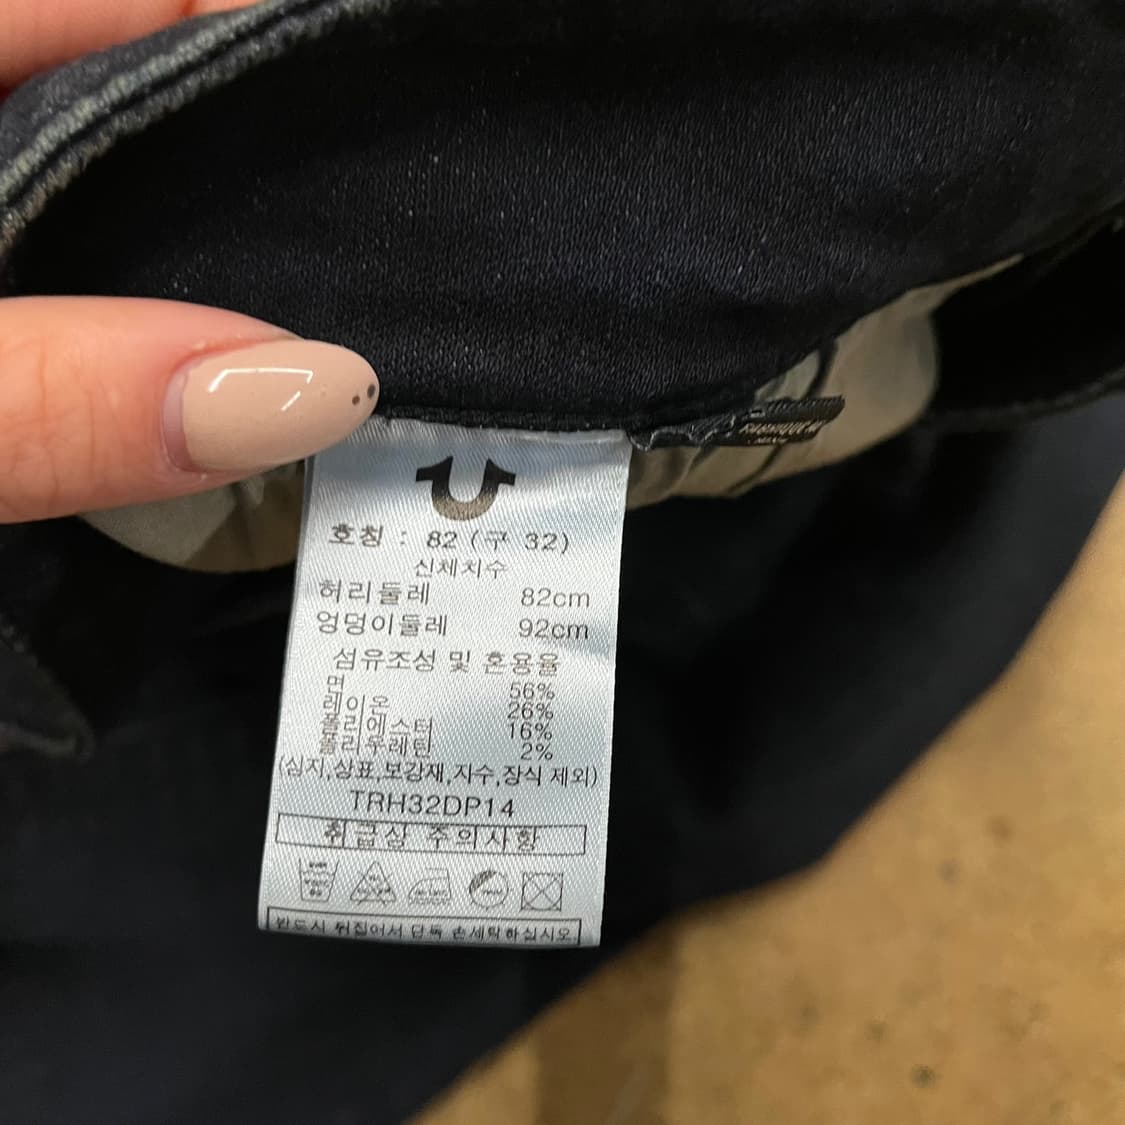 호칭 : 82 (구 32)
신체치수
허리둘레 82cm
엉덩이둘레 92cm
섬유조성 및 혼용율
면 56%
레이온 26%
폴리에스터 16%
폴리우레탄 2%
(심지,상표,보강재,자수,장식 제외)
TRH32DP14
취급상 주의사항
반드시 뒤집어서 단독 손세탁하십시오.